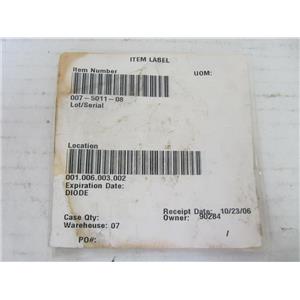 ITEM LABEL
Item Number UOM:
007-5011-08
Lot/Serial
Location
001.006.003.002
Expiration Date:
DIODE
Receipt Date: 10/23/06
Case Qty: Owner: 90284
Warehouse: 07
PO#: /